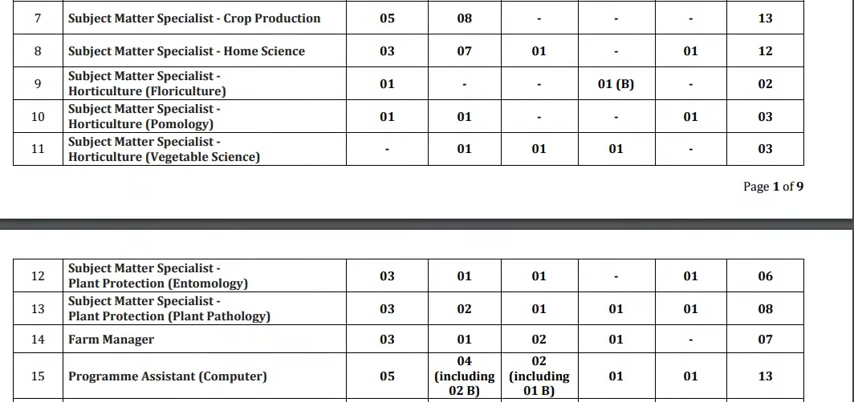 7 Subject Matter Specialist - Crop Production 05 08 - - - 13
8 Subject Matter Specialist - Home Science 03 07 01 - 01 12
9 Subject Matter Specialist -
Horticulture (Floriculture) 01 - - 01 (B) - 02
10 Subject Matter Specialist -
Horticulture (Pomology) 01 01 - - 01 03
11 Subject Matter Specialist -
Horticulture (Vegetable Science) - 01 01 01 - 03
Page 1 of 9
12 Subject Matter Specialist -
Plant Protection (Entomology) 03 01 01 - 01 06
13 Subject Matter Specialist -
Plant Protection (Plant Pathology) 03 02 01 01 01 08
14 Farm Manager 03 01 02 01 - 07
15 Programme Assistant (Computer) 05 04 (including 02 B) 02 (including 01 B) 01 01 13